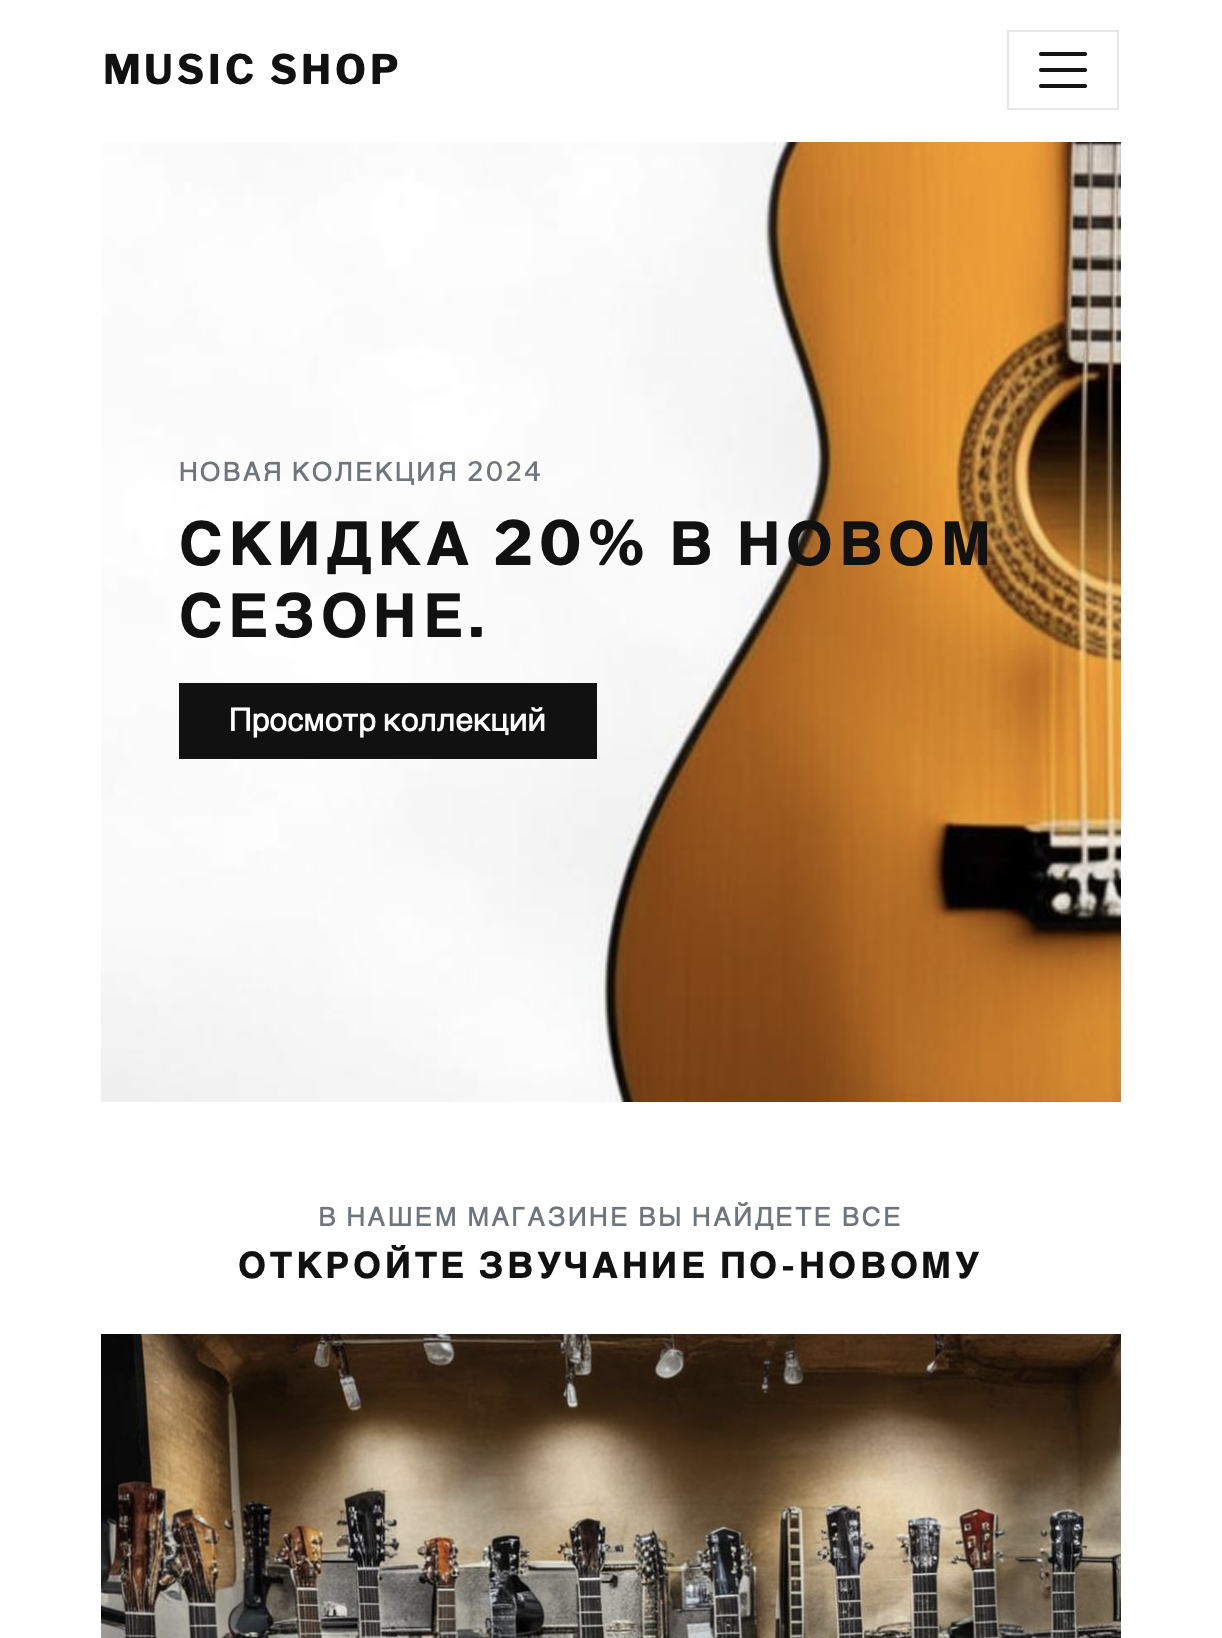 MUSIC SHOP
НОВАЯ КОЛЕКЦИЯ 2024
СКИДКА 20% В НОВОМ
СЕЗОНЕ.
Просмотр коллекций
В НАШЕМ МАГАЗИНЕ ВЫ НАЙДЕТЕ ВСЕ
ОТКРОЙТЕ ЗВУЧАНИЕ ПО-НОВОМУ